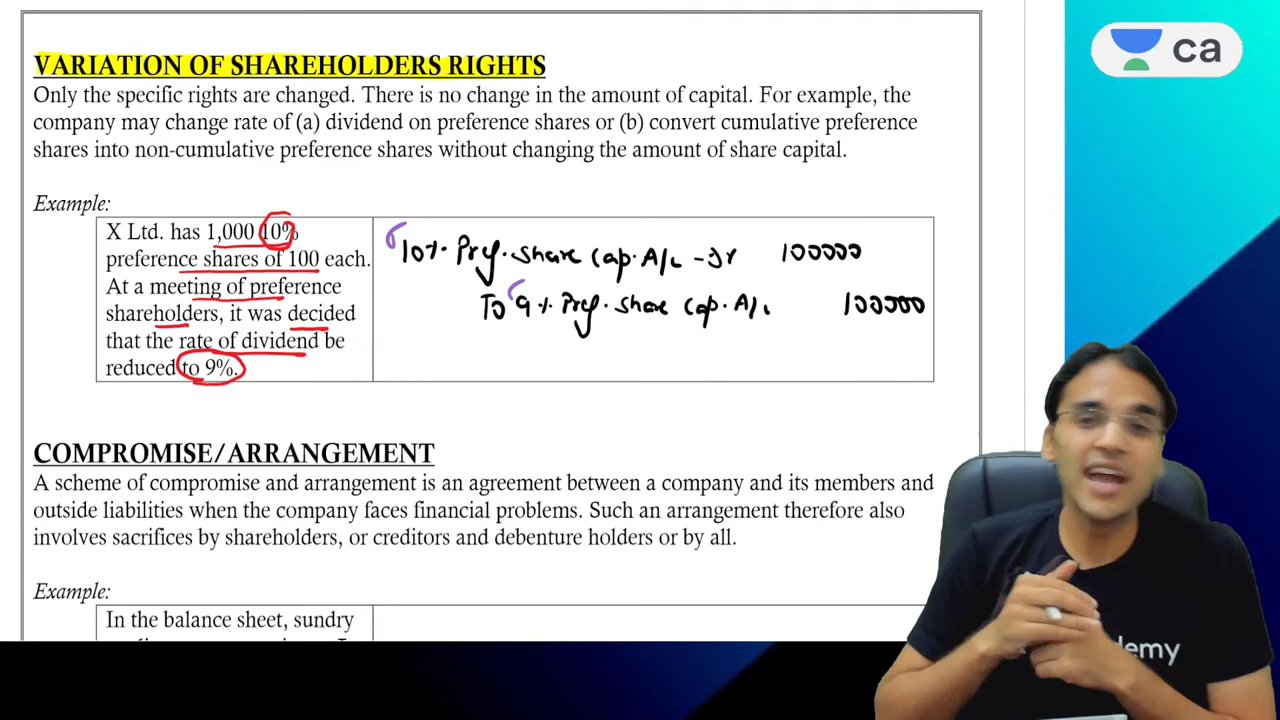 ca
VARIATION OF SHAREHOLDERS RIGHTS
Only the specific rights are changed. There is no change in the amount of capital. For example, the
company may change rate of (a) dividend on preference shares or (b) convert cumulative preference
shares into non-cumulative preference shares without changing the amount of share capital.
Example:
X Ltd. has 1,000 10%
preference shares of 100 each.
At a meeting of preference
shareholders, it was decided
that the rate of dividend be
reduced to 9%.
10% Pref. share cap. A/c - Dr 100000
To 9% Pref. share cap. A/c 100000
COMPROMISE/ARRANGEMENT
A scheme of compromise and arrangement is an agreement between a company and its members and
outside liabilities when the company faces financial problems. Such an arrangement therefore also
involves sacrifices by shareholders, or creditors and debenture holders or by all.
Example:
In the balance sheet, sundry
demy